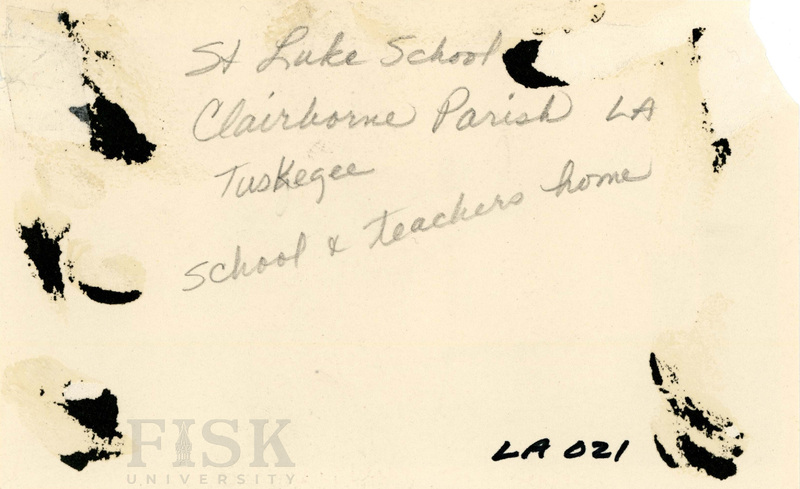 St Luke School
Clairborne Parish LA
Tuskegee
School & teachers home
LA 021
FISK
UNIVERSITY